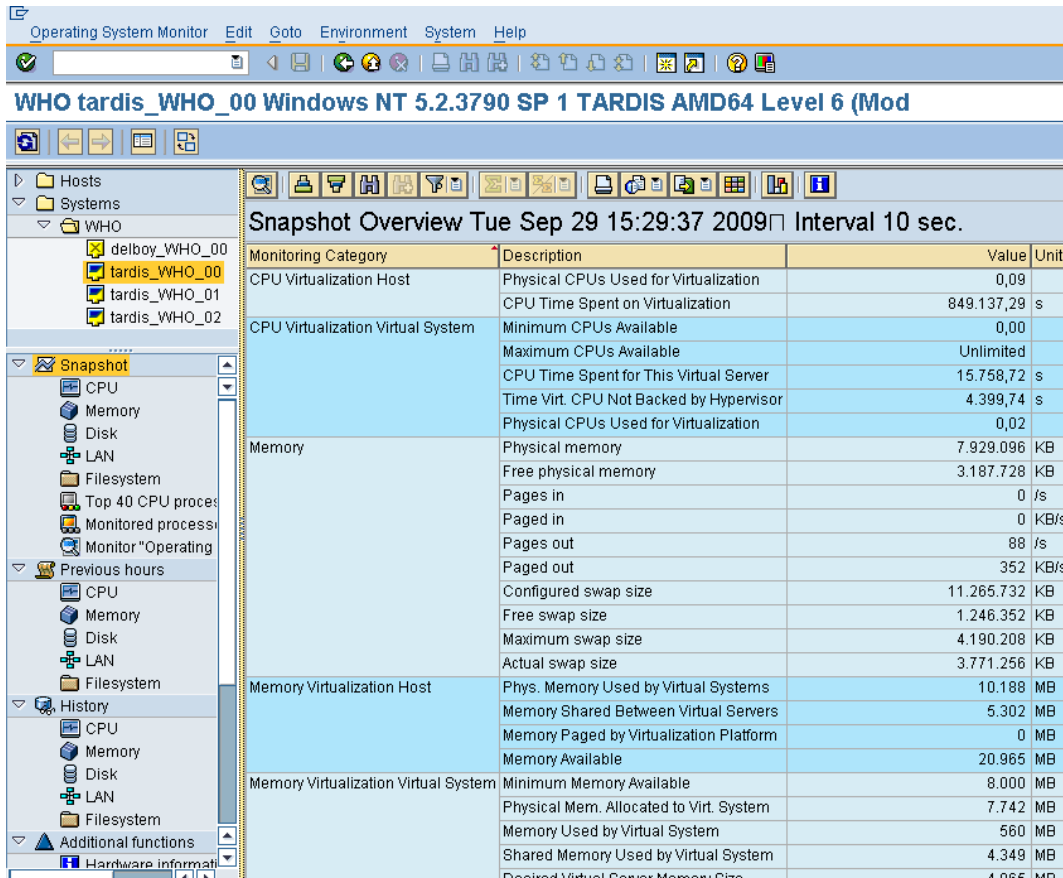 Operating System Monitor Edit Goto Environment System Help
WHO tardis_WHO_00 Windows NT 5.2.3790 SP 1 TARDIS AMD64 Level 6 (Mod
Hosts
Systems
WHO
delboy_WHO_00
tardis_WHO_00
tardis_WHO_01
tardis_WHO_02
Snapshot
CPU
Memory
Disk
LAN
Filesystem
Top 40 CPU proces
Monitored process
Monitor "Operating
Previous hours
CPU
Memory
Disk
LAN
Filesystem
History
CPU
Memory
Disk
LAN
Filesystem
Additional functions
Hardware informati
Snapshot Overview Tue Sep 29 15:29:37 2009 Interval 10 sec.
Monitoring Category Description Value Unit
CPU Virtualization Host Physical CPUs Used for Virtualization 0,09
CPU Time Spent on Virtualization 849.137,29 s
CPU Virtualization Virtual System Minimum CPUs Available 0,00
Maximum CPUs Available Unlimited
CPU Time Spent for This Virtual Server 15.758,72 s
Time Virt. CPU Not Backed by Hypervisor 4.399,74 s
Physical CPUs Used for Virtualization 0,02
Memory Physical memory 7.929.096 KB
Free physical memory 3.187.728 KB
Pages in 0 /s
Paged in 0 KB/s
Pages out 88 /s
Paged out 352 KB/s
Configured swap size 11.265.732 KB
Free swap size 1.246.352 KB
Maximum swap size 4.190.208 KB
Actual swap size 3.771.256 KB
Memory Virtualization Host Phys. Memory Used by Virtual Systems 10.188 MB
Memory Shared Between Virtual Servers 5.302 MB
Memory Paged by Virtualization Platform 0 MB
Memory Available 20.965 MB
Memory Virtualization Virtual System Minimum Memory Available 8.000 MB
Physical Mem. Allocated to Virt. System 7.742 MB
Memory Used by Virtual System 560 MB
Shared Memory Used by Virtual System 4.349 MB
Desired Virtual Server Memory Size 4.965 MB